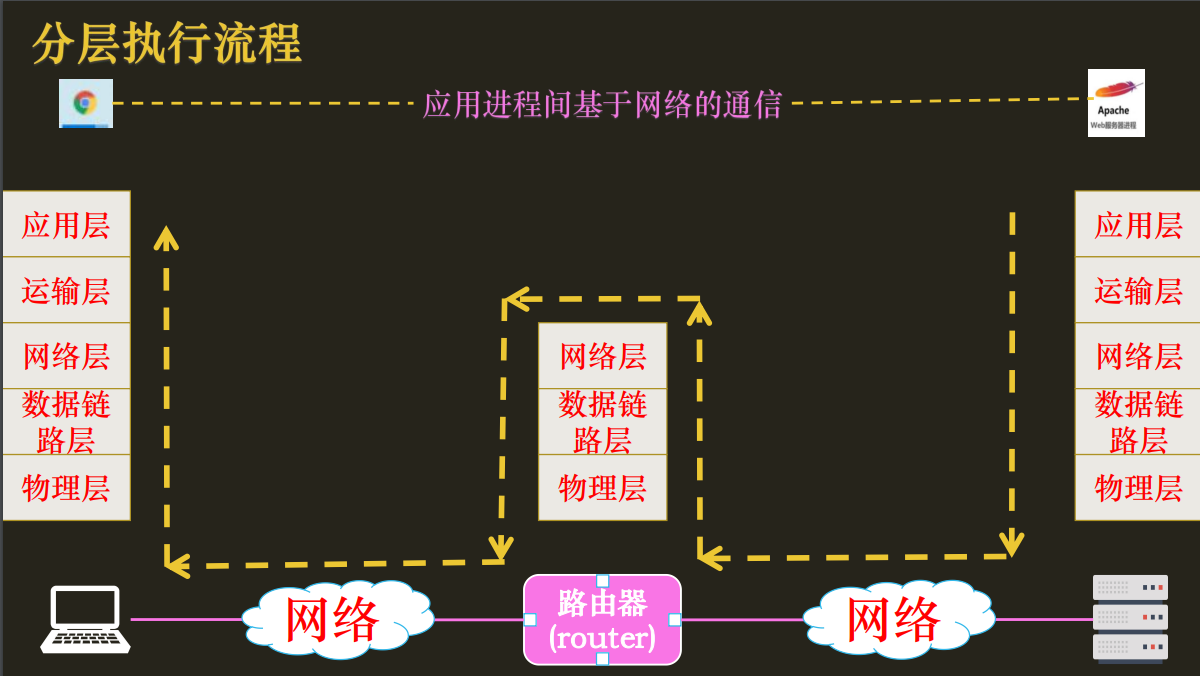 分层执行流程
应用进程间基于网络的通信
Apache
Web服务器进程
应用层
运输层
网络层
数据链
路层
物理层
网络层
数据链
路层
物理层
应用层
运输层
网络层
数据链
路层
物理层
网络
路由器
(router)
网络